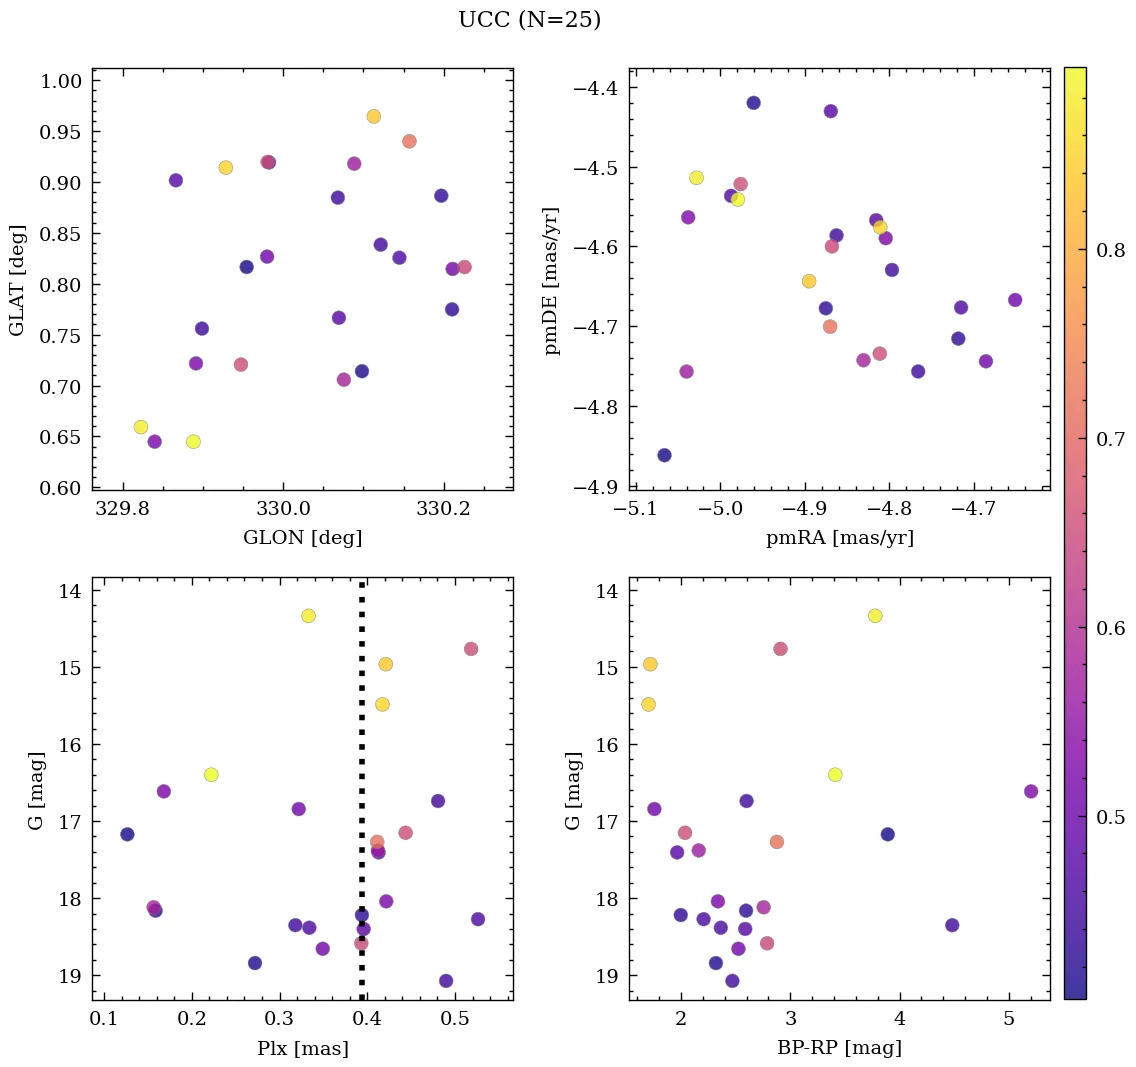 UCC (N=25)
1.00
0.95
0.90
0.85
0.80
0.75
0.70
0.65
0.60
GLAT [deg]
329.8 330.0 330.2
GLON [deg]
−4.4
−4.5
−4.6
−4.7
−4.8
−4.9
pmDE [mas/yr]
−5.1 −5.0 −4.9 −4.8 −4.7
pmRA [mas/yr]
14
15
16
17
18
19
G [mag]
0.1 0.2 0.3 0.4 0.5
Plx [mas]
14
15
16
17
18
19
G [mag]
2 3 4 5
BP-RP [mag]
0.8
0.7
0.6
0.5